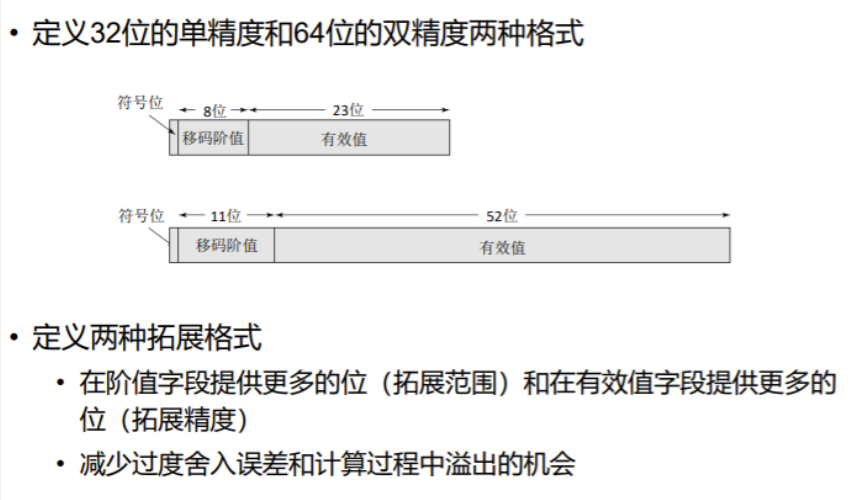 • 定义32位的单精度和64位的双精度两种格式
符号位 8位 23位
移码阶值 有效值
符号位 11位 52位
移码阶值 有效值
• 定义两种拓展格式
• 在阶值字段提供更多的位（拓展范围）和在有效值字段提供更多的
位（拓展精度）
• 减少过度舍入误差和计算过程中溢出的机会